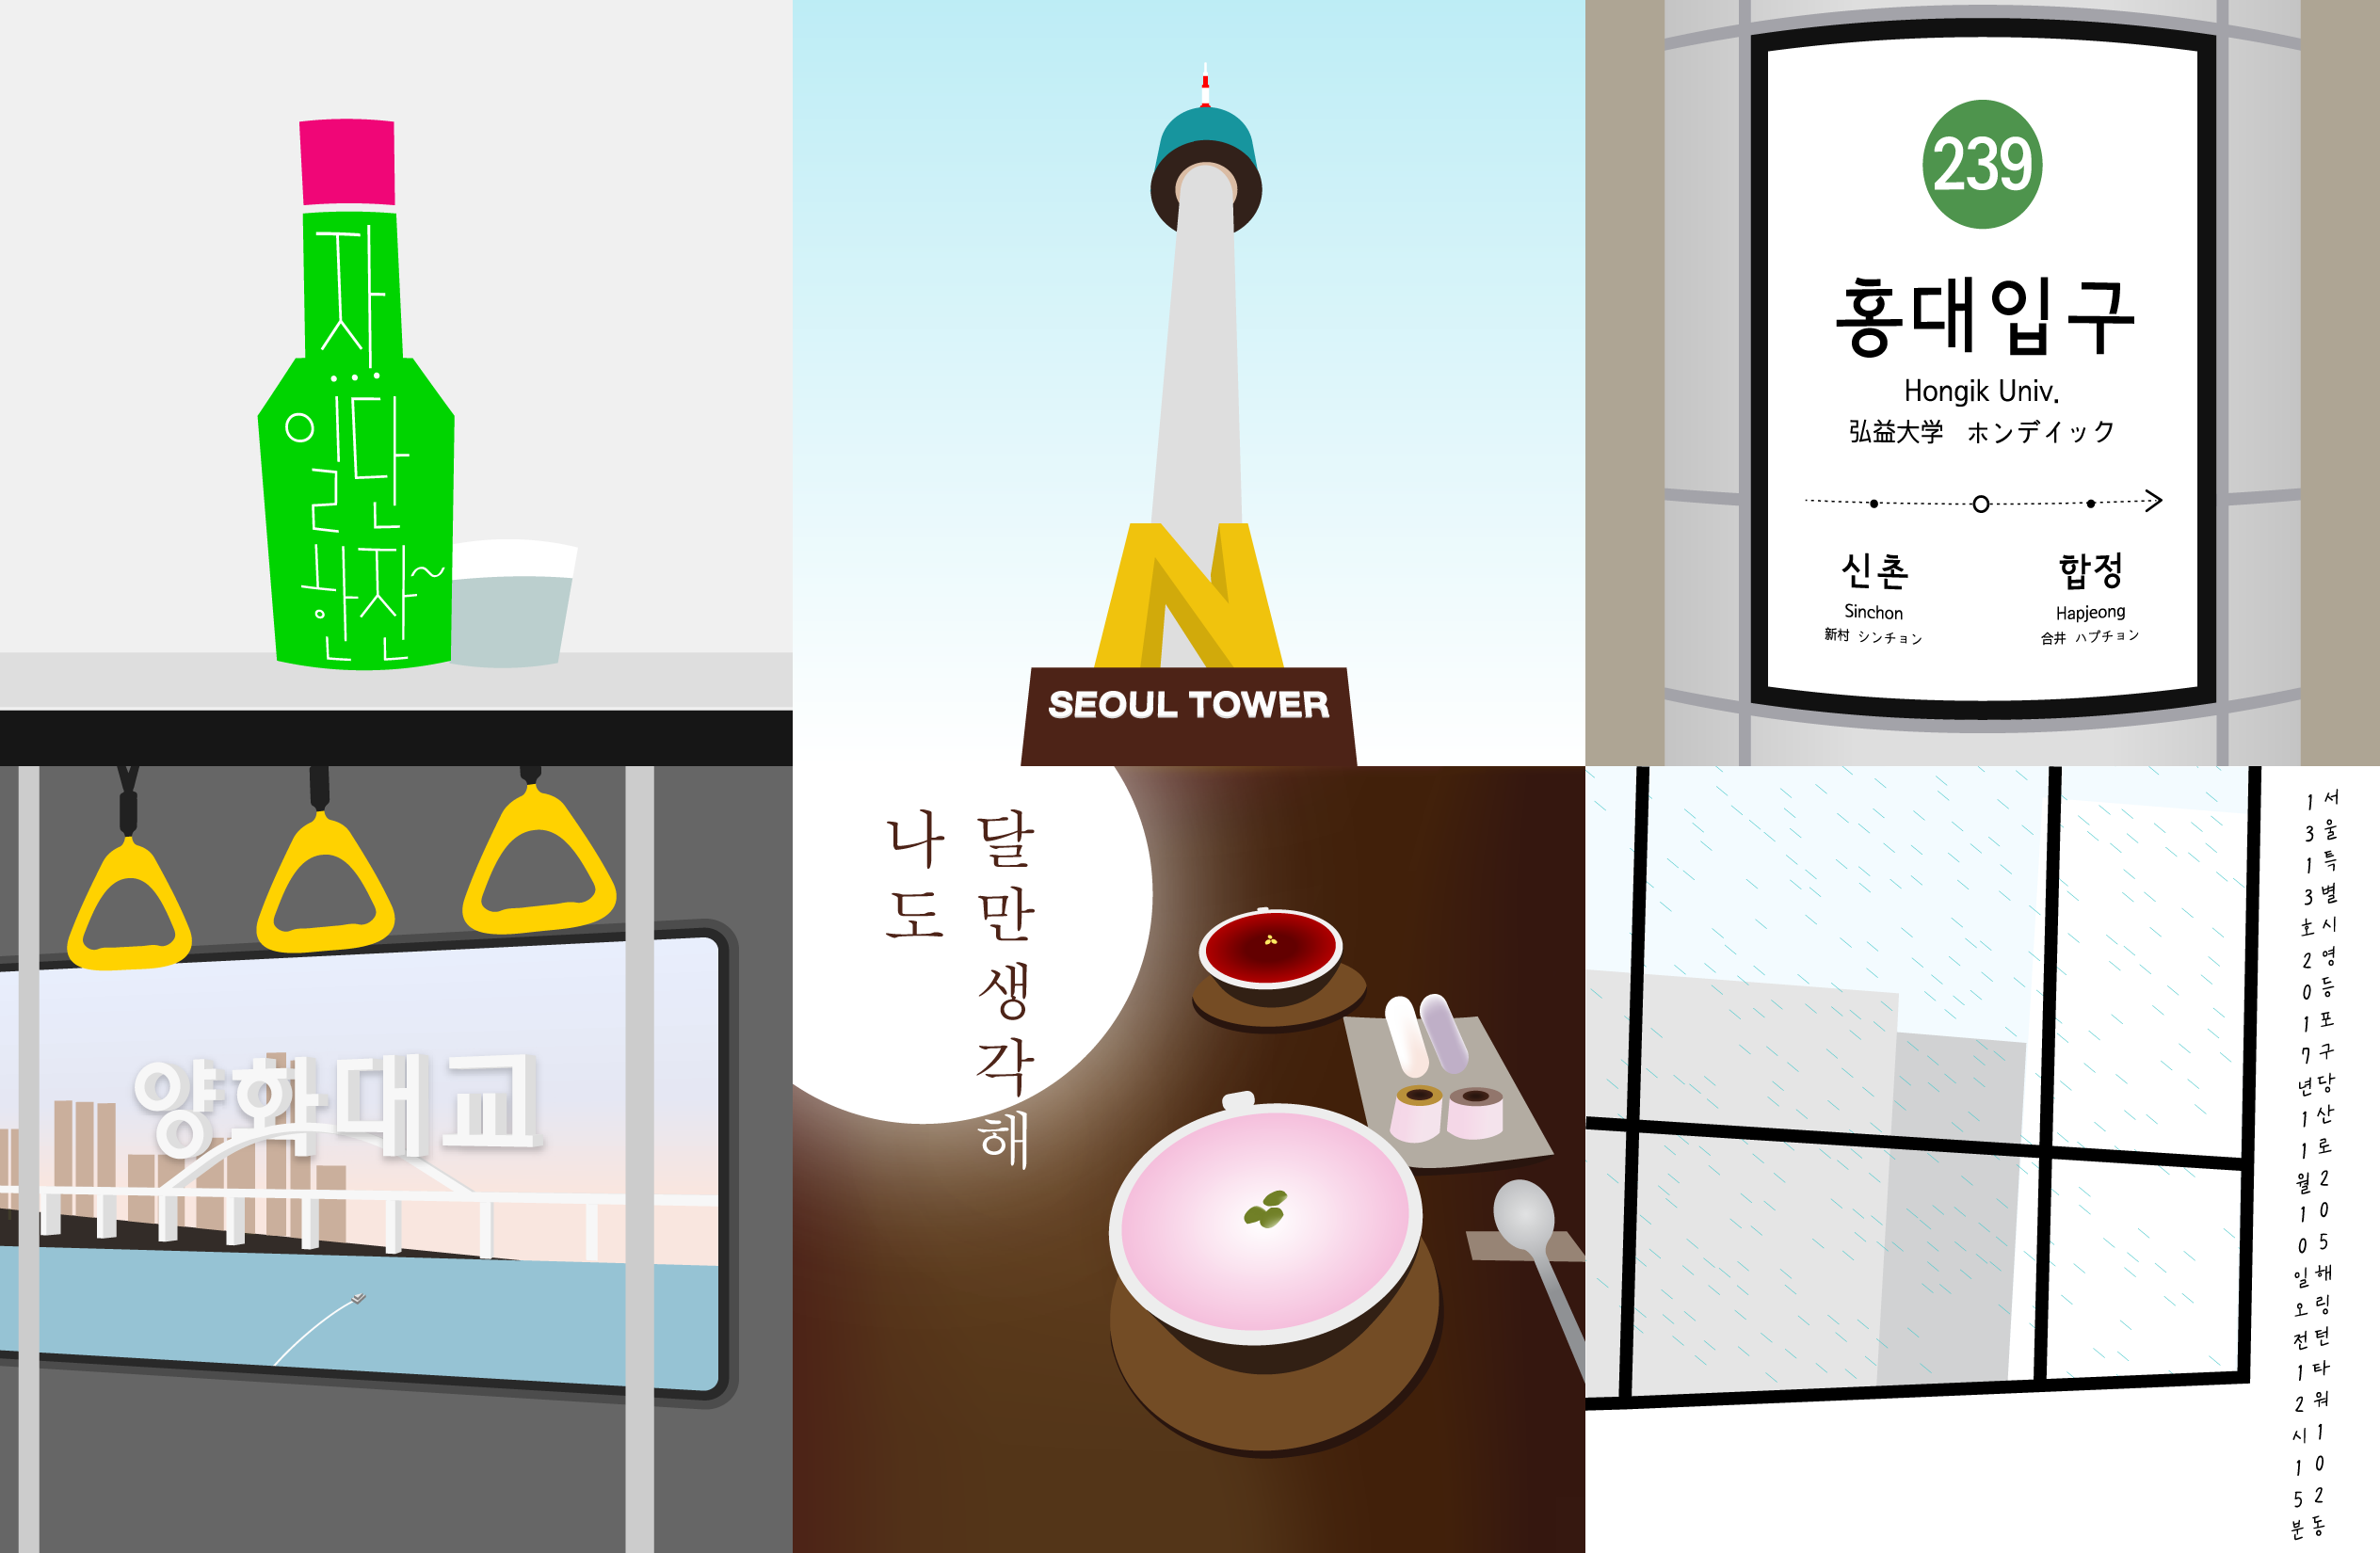 자
...
일단
한잔~
SEOUL TOWER
239
홍대입구
Hongik Univ.
弘益大学 ホンデイック
신촌
Sinchon
新村 シンチョン
합정
Hapjeong
合井 ハプチョン
양화대교
달만생각해
나도
서울특별시영등포구당산로205해링턴타워102동
1313호2017년11월10일오전12시15분